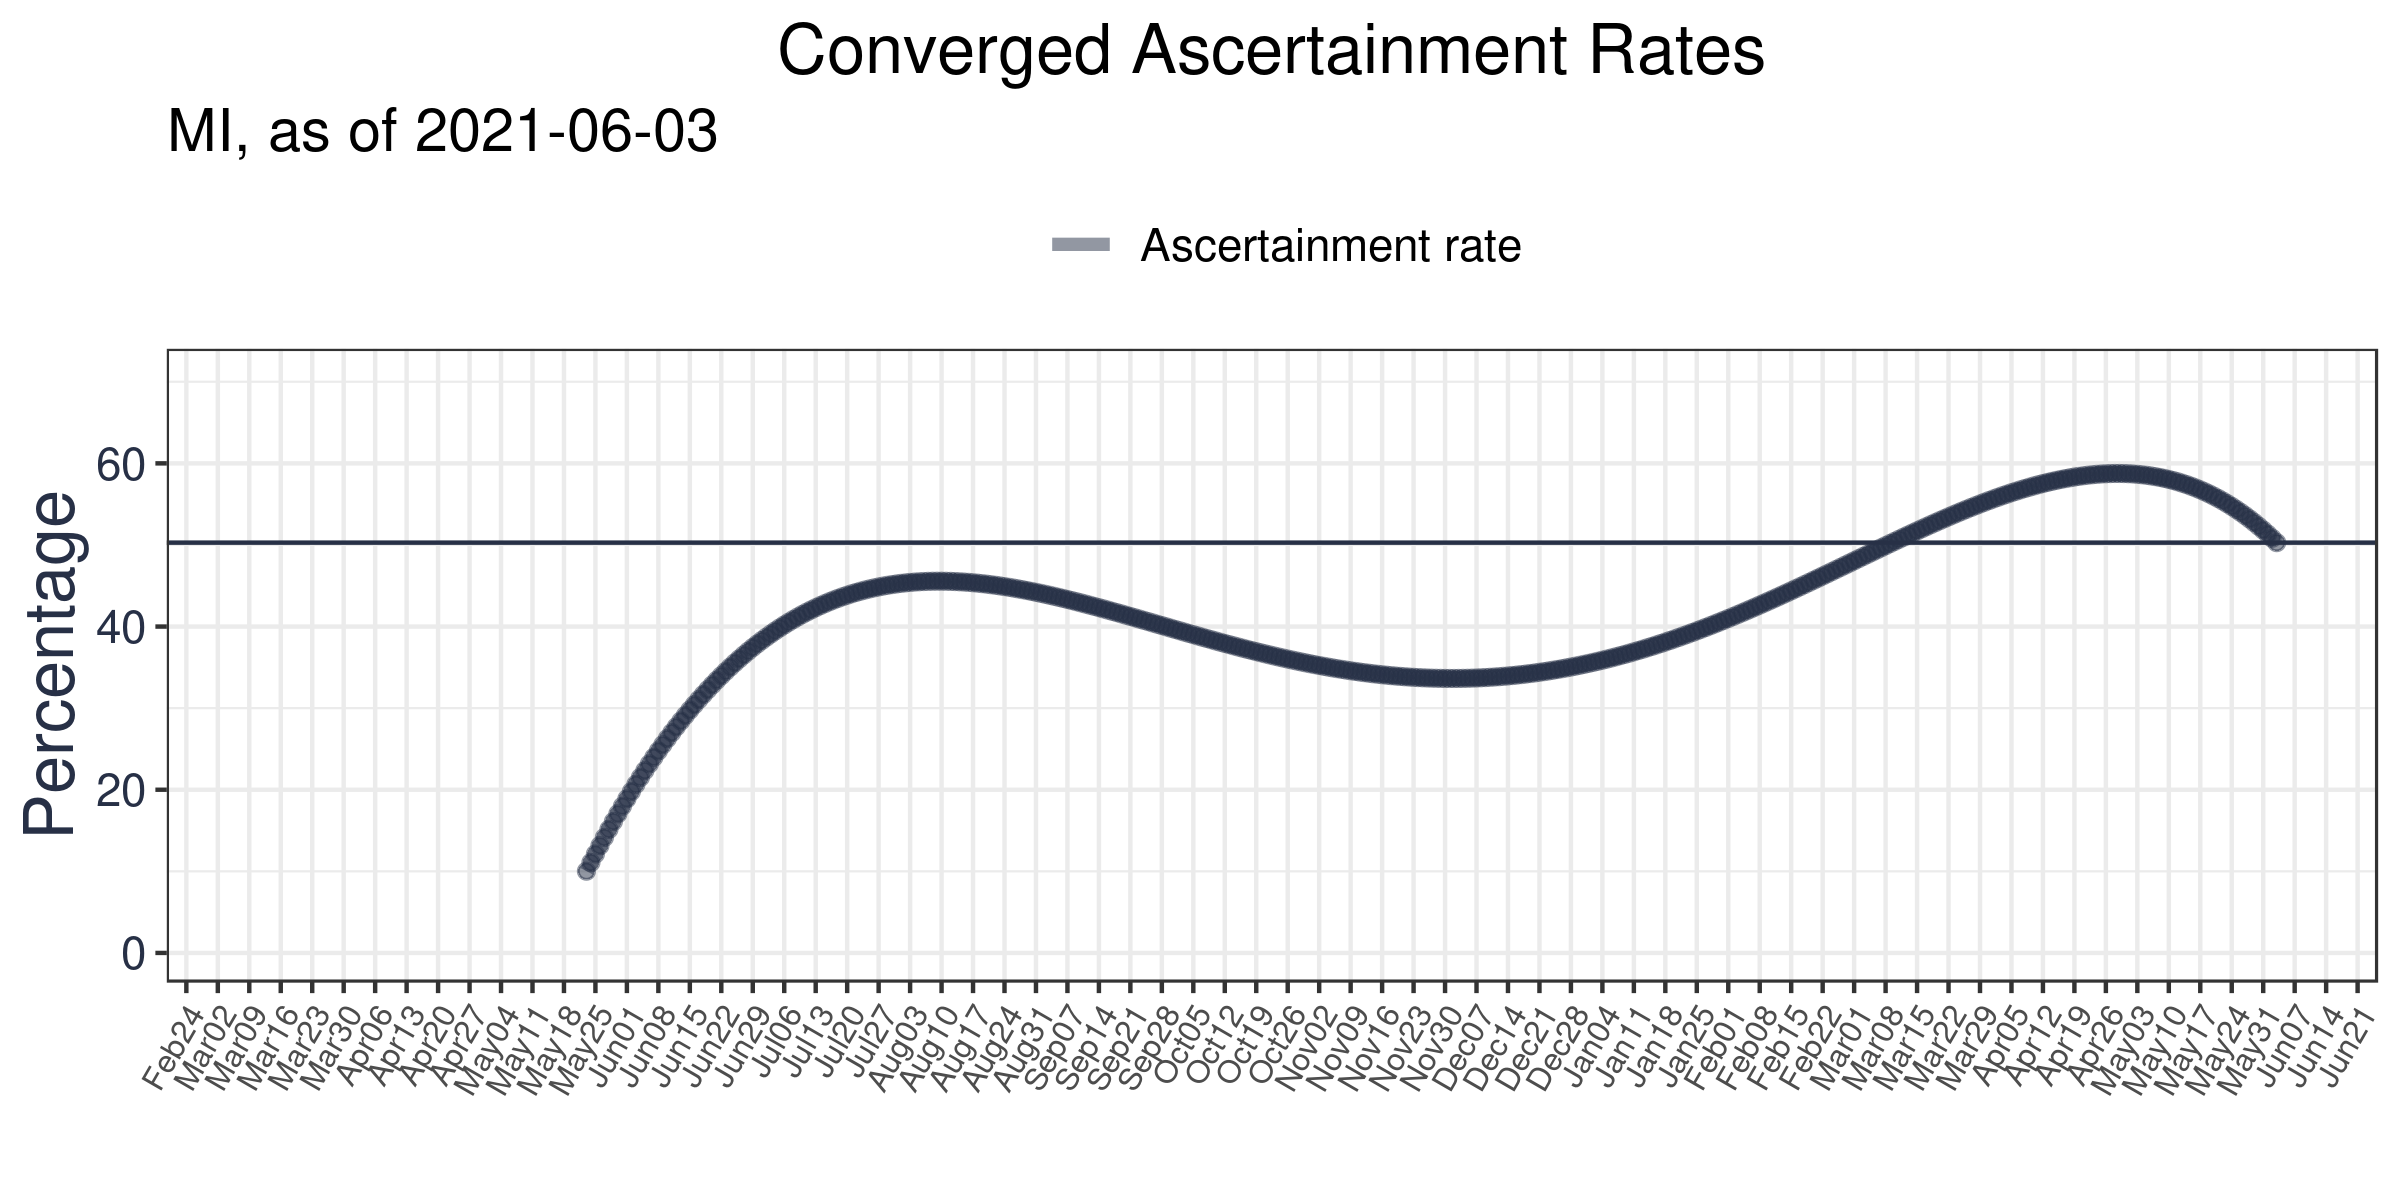 Converged Ascertainment Rates
MI, as of 2021-06-03
Ascertainment rate
Percentage
60
40
20
0
Feb24 Mar02 Mar09 Mar16 Mar23 Mar30 Apr06 Apr13 Apr20 Apr27 May04 May11 May18 May25 Jun01 Jun08 Jun15 Jun22 Jun29 Jul06 Jul13 Jul20 Jul27 Aug03 Aug10 Aug17 Aug24 Aug31 Sep07 Sep14 Sep21 Sep28 Oct05 Oct12 Oct19 Oct26 Nov02 Nov09 Nov16 Nov23 Nov30 Dec07 Dec14 Dec21 Dec28 Jan04 Jan11 Jan18 Jan25 Feb01 Feb08 Feb15 Feb22 Mar01 Mar08 Mar15 Mar22 Mar29 Apr05 Apr12 Apr19 Apr26 May03 May10 May17 May24 May31 Jun07 Jun14 Jun21